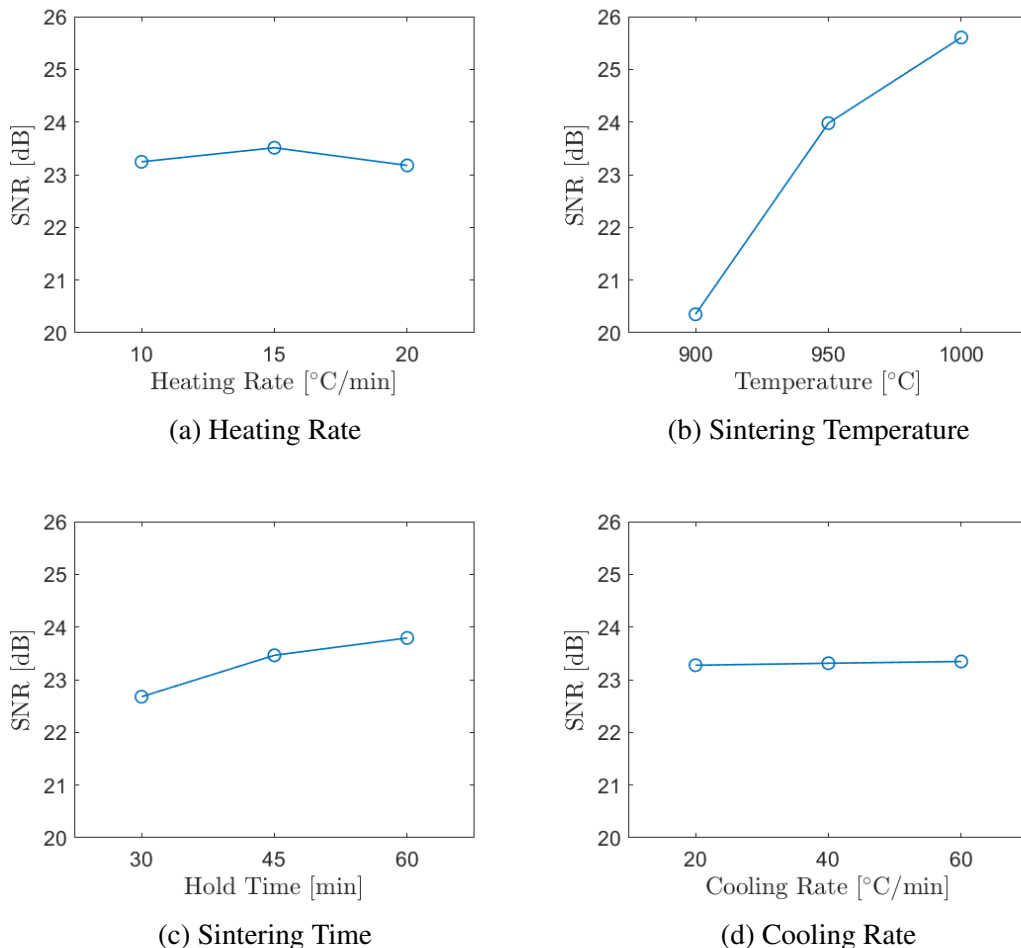 26
25
24
23
22
21
20
SNR [dB]
10 15 20
Heating Rate [°C/min]
(a) Heating Rate
26
25
24
23
22
21
20
SNR [dB]
900 950 1000
Temperature [°C]
(b) Sintering Temperature
26
25
24
23
22
21
20
SNR [dB]
30 45 60
Hold Time [min]
(c) Sintering Time
26
25
24
23
22
21
20
SNR [dB]
20 40 60
Cooling Rate [°C/min]
(d) Cooling Rate